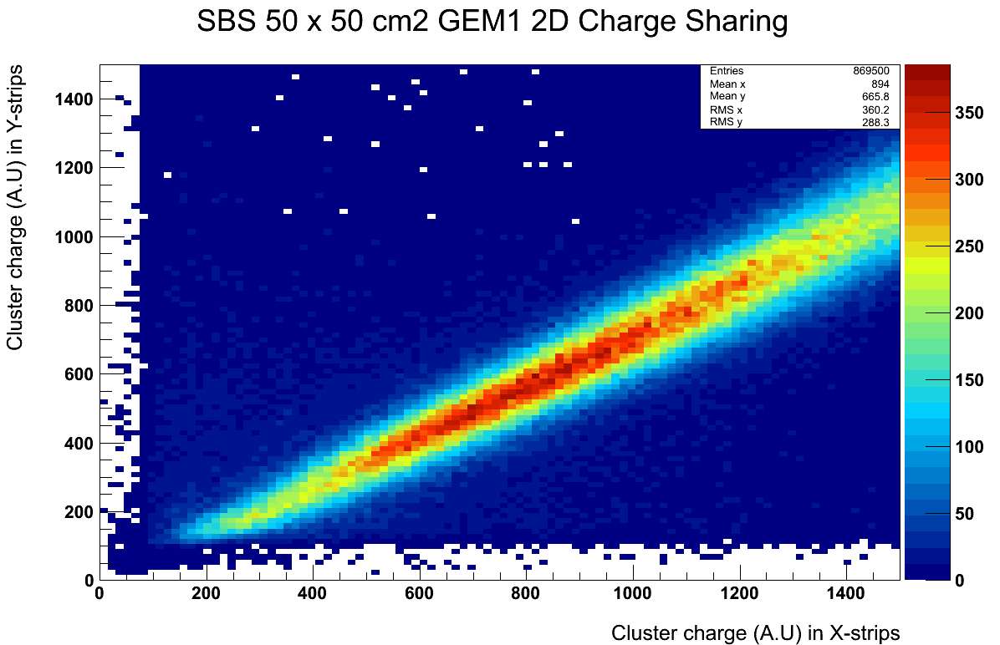 SBS 50 x 50 cm2 GEM1 2D Charge Sharing
Cluster charge (A.U) in Y-strips
Entries 869500
Mean x 894
Mean y 665.8
RMS x 360.2
RMS y 288.3
1400
1200
1000
800
600
400
200
0
0 200 400 600 800 1000 1200 1400
350
300
250
200
150
100
50
0
Cluster charge (A.U) in X-strips